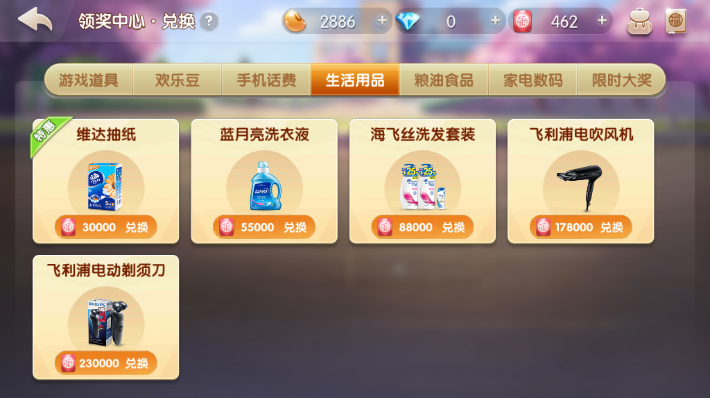 领奖中心·兑换 ?
2886 +
0 +
462 +
游戏道具
欢乐豆
手机话费
生活用品
粮油食品
家电数码
限时大奖
特惠
维达抽纸
30000 兑换
蓝月亮洗衣液
55000 兑换
海飞丝洗发套装
88000 兑换
飞利浦电吹风机
178000 兑换
飞利浦电动剃须刀
PHILIPS
230000 兑换